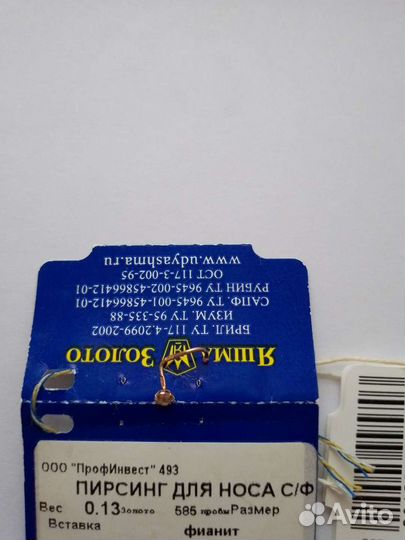 www.udyashma.ru
ОСТ 117-3-002-95
РУБИН ТУ 9645-002-45866412-01
САПФ. ТУ 9645-001-45866412-01
ИЗУМ. ТУ 95-335-88
БРИЛ. ТУ 117-4.2099-2002
ЯШМА ЗОЛОТО
ООО "ПрофИнвест" 493
ПИРСИНГ ДЛЯ НОСА С/Ф
Вес 0.13 золото 585 пробы Размер
Вставка фианит
Avito